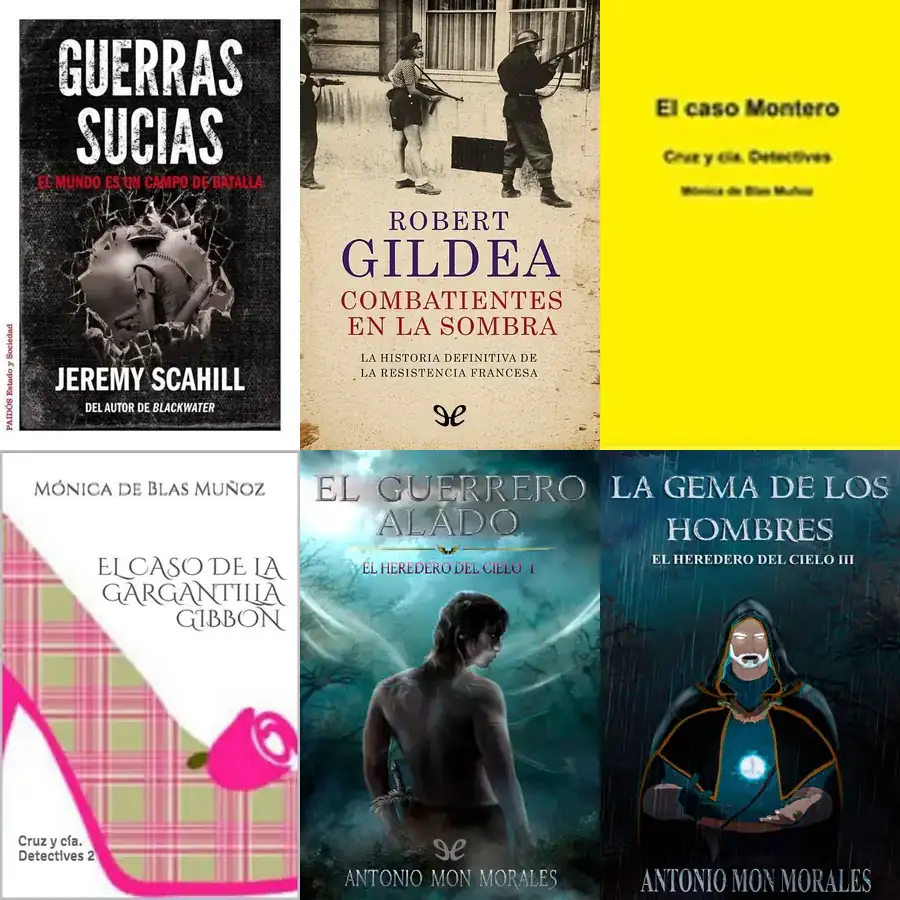 GUERRAS
SUCIAS
EL MUNDO ES UN CAMPO DE BATALLA
JEREMY SCAHILL
DEL AUTOR DE BLACKWATER
PAIDÓS Estado y Sociedad
ROBERT
GILDEA
COMBATIENTES
EN LA SOMBRA
LA HISTORIA DEFINITIVA DE
LA RESISTENCIA FRANCESA
El caso Montero
Cruz y cía. Detectives
Mónica de Blas Muñoz
MÓNICA DE BLAS MUÑOZ
EL CASO DE LA
GARGANTILLA
GIBBON
Cruz y cía.
Detectives 2
EL GUERRERO
ALADO
EL HEREDERO DEL CIELO I
ANTONIO MON MORALES
LA GEMA DE LOS
HOMBRES
EL HEREDERO DEL CIELO III
ANTONIO MON MORALES